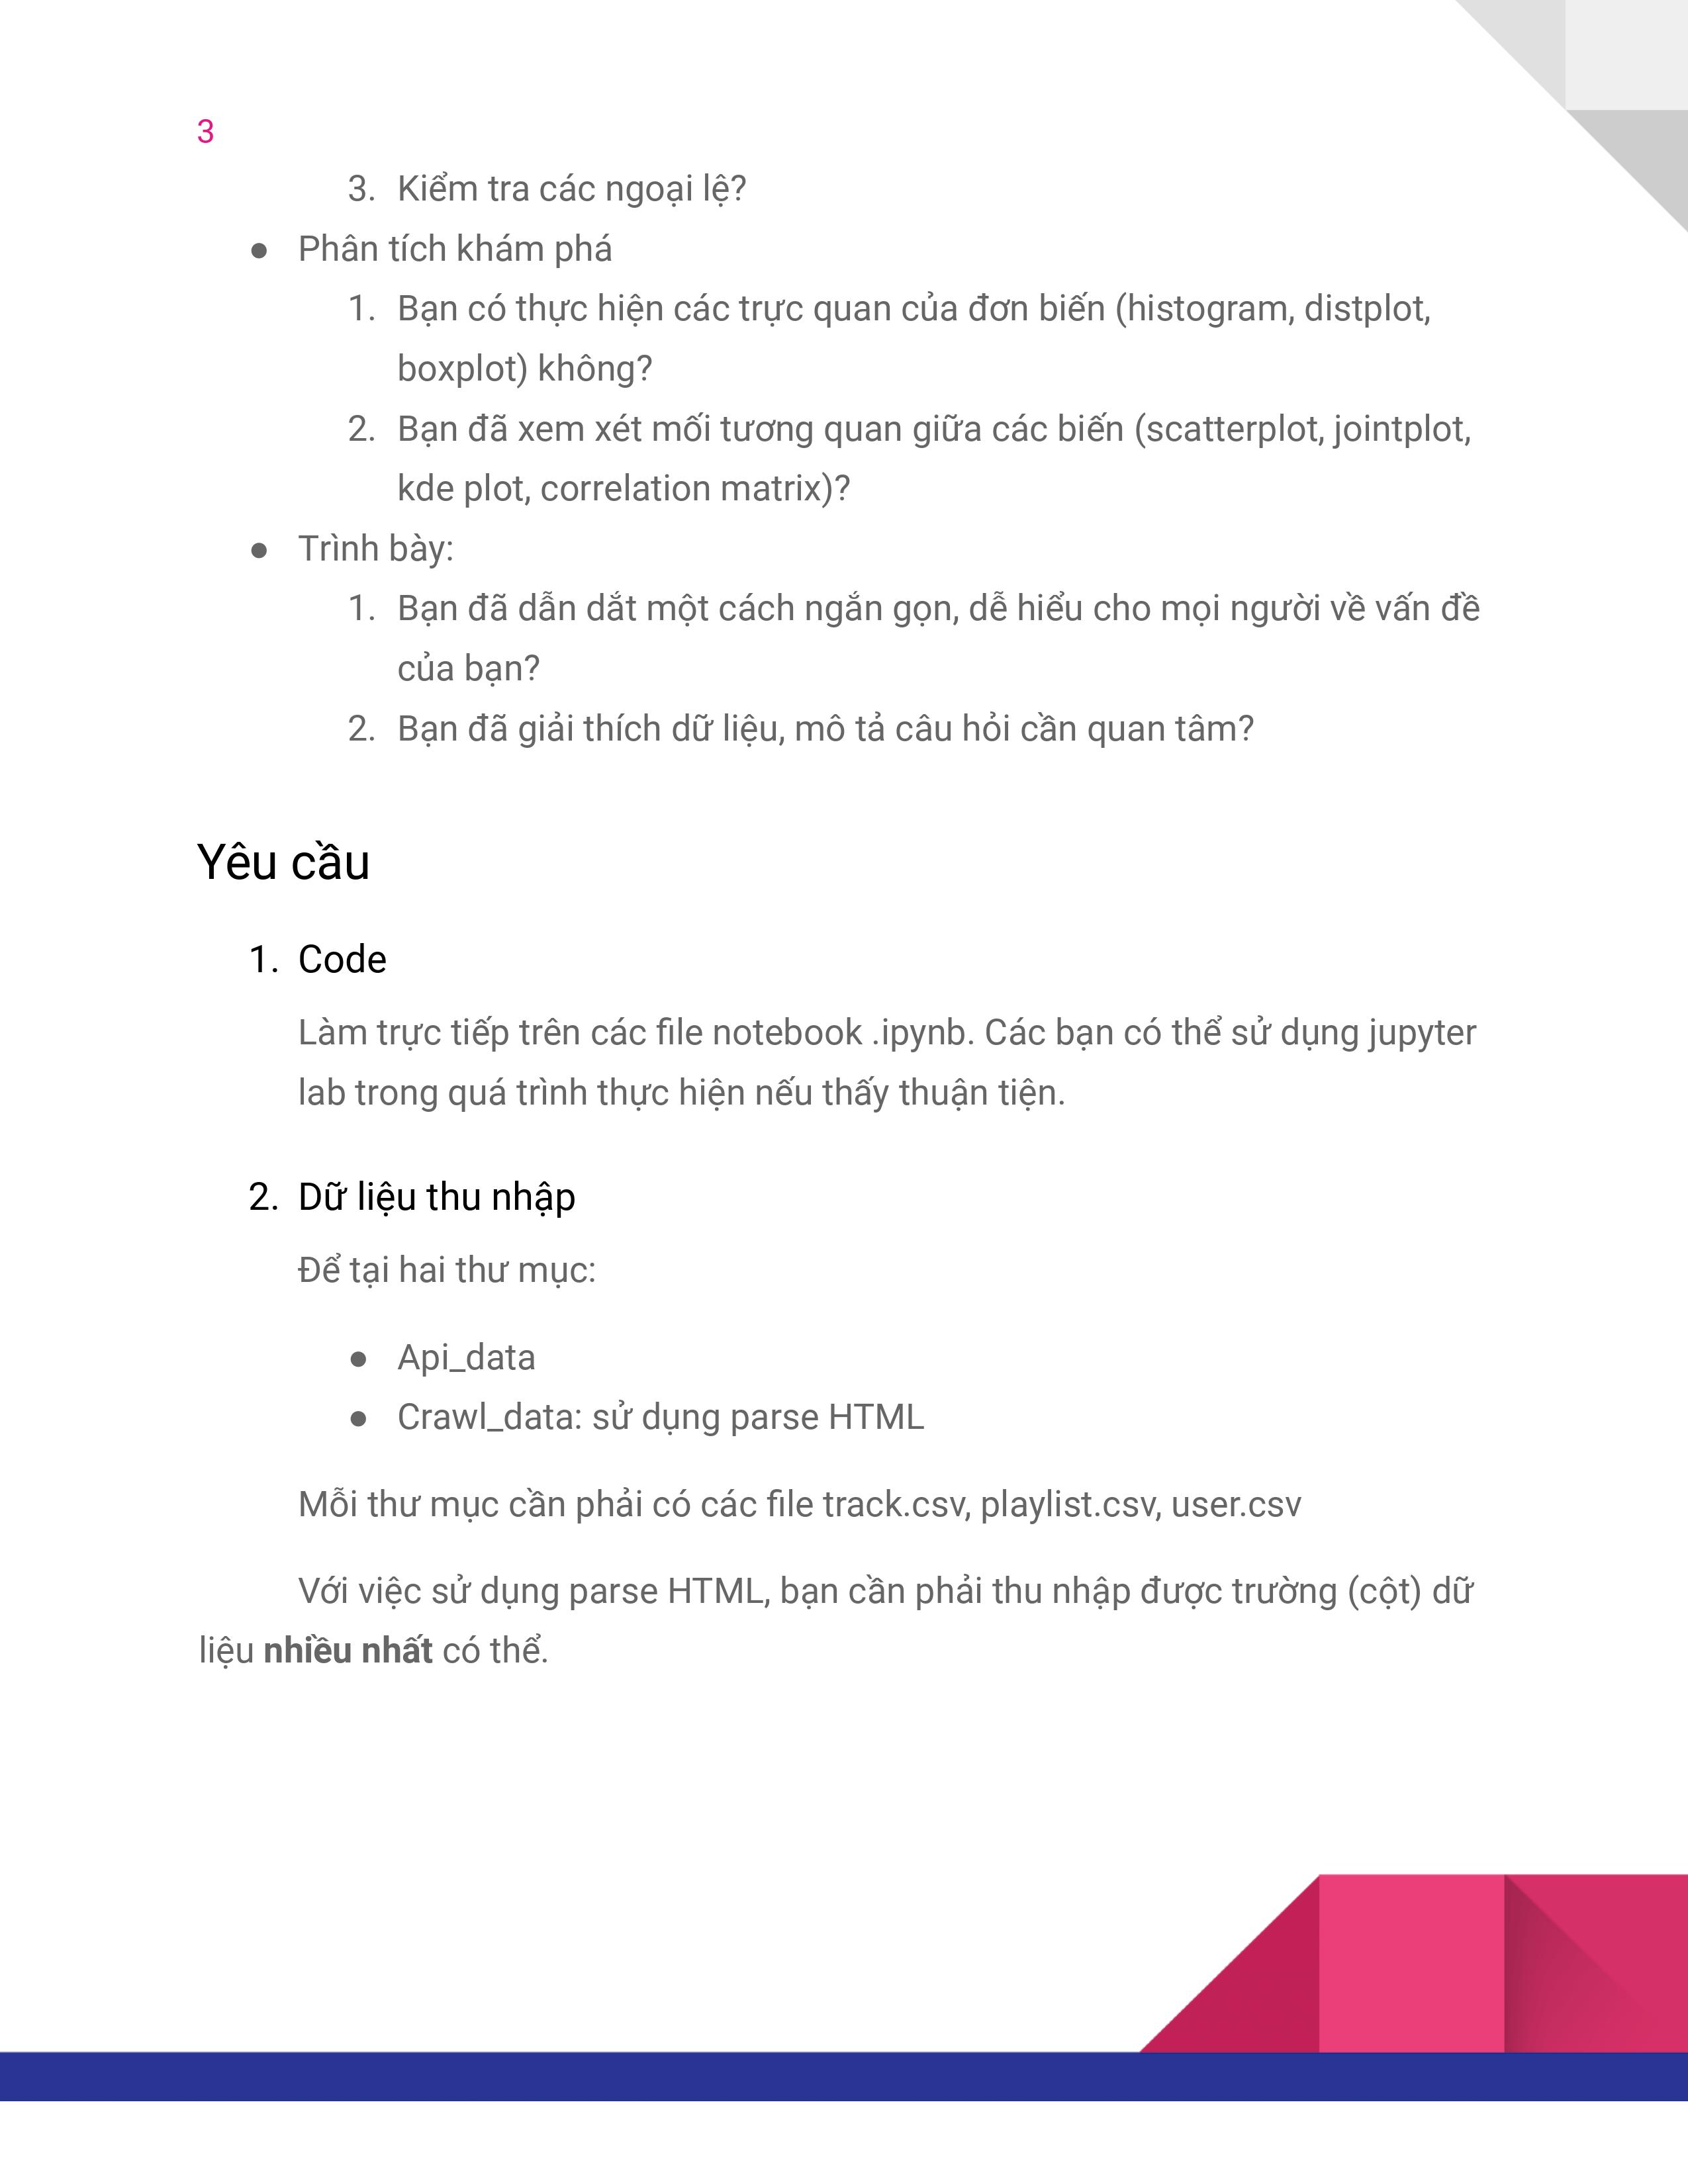 3
3. Kiểm tra các ngoại lệ?
● Phân tích khám phá
1. Bạn có thực hiện các trực quan của đơn biến (histogram, distplot,
boxplot) không?
2. Bạn đã xem xét mối tương quan giữa các biến (scatterplot, jointplot,
kde plot, correlation matrix)?
● Trình bày:
1. Bạn đã dẫn dắt một cách ngắn gọn, dễ hiểu cho mọi người về vấn đề
của bạn?
2. Bạn đã giải thích dữ liệu, mô tả câu hỏi cần quan tâm?
Yêu cầu
1. Code
Làm trực tiếp trên các file notebook .ipynb. Các bạn có thể sử dụng jupyter
lab trong quá trình thực hiện nếu thấy thuận tiện.
2. Dữ liệu thu nhập
Để tại hai thư mục:
● Api_data
● Crawl_data: sử dụng parse HTML
Mỗi thư mục cần phải có các file track.csv, playlist.csv, user.csv
Với việc sử dụng parse HTML, bạn cần phải thu nhập được trường (cột) dữ
liệu nhiều nhất có thể.